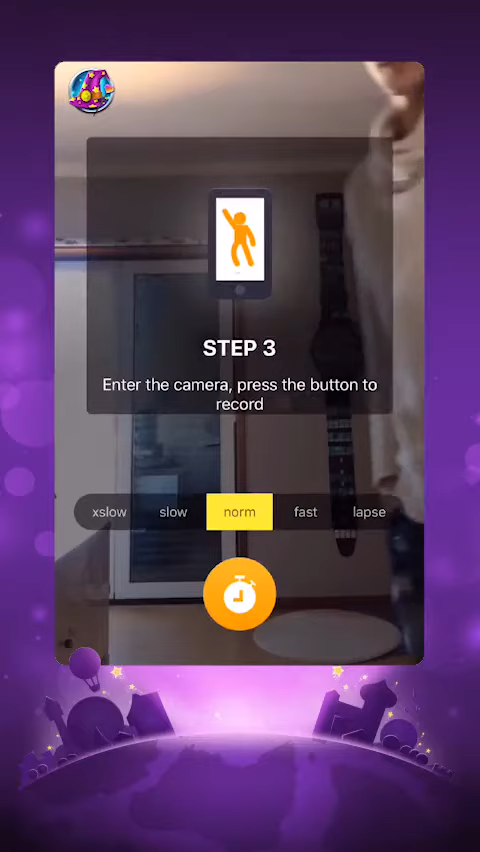 STEP 3
Enter the camera, press the button to
record
xslow slow norm fast lapse